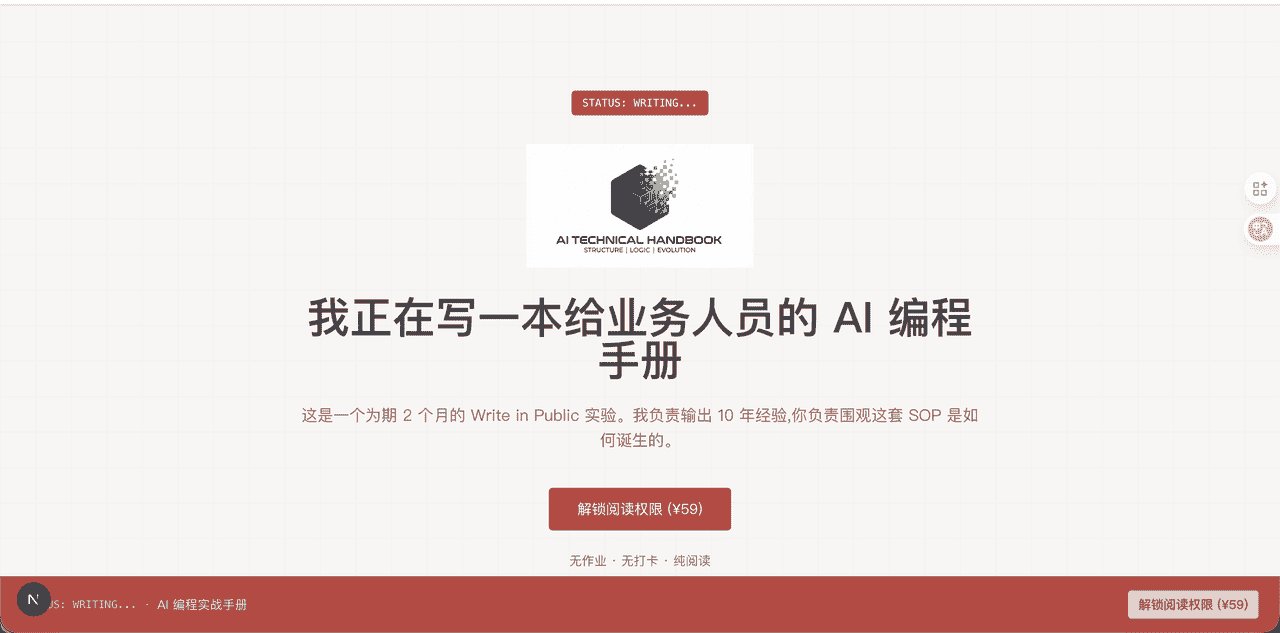 STATUS: WRITING...
AI TECHNICAL HANDBOOK
STRUCTURE | LOGIC | EVOLUTION
我正在写一本给业务人员的 AI 编程
手册
这是一个为期 2 个月的 Write in Public 实验。我负责输出 10 年经验,你负责围观这套 SOP 是如
何诞生的。
解锁阅读权限 (¥59)
无作业 · 无打卡 · 纯阅读
N
US: WRITING... · AI 编程实战手册
解锁阅读权限 (¥59)